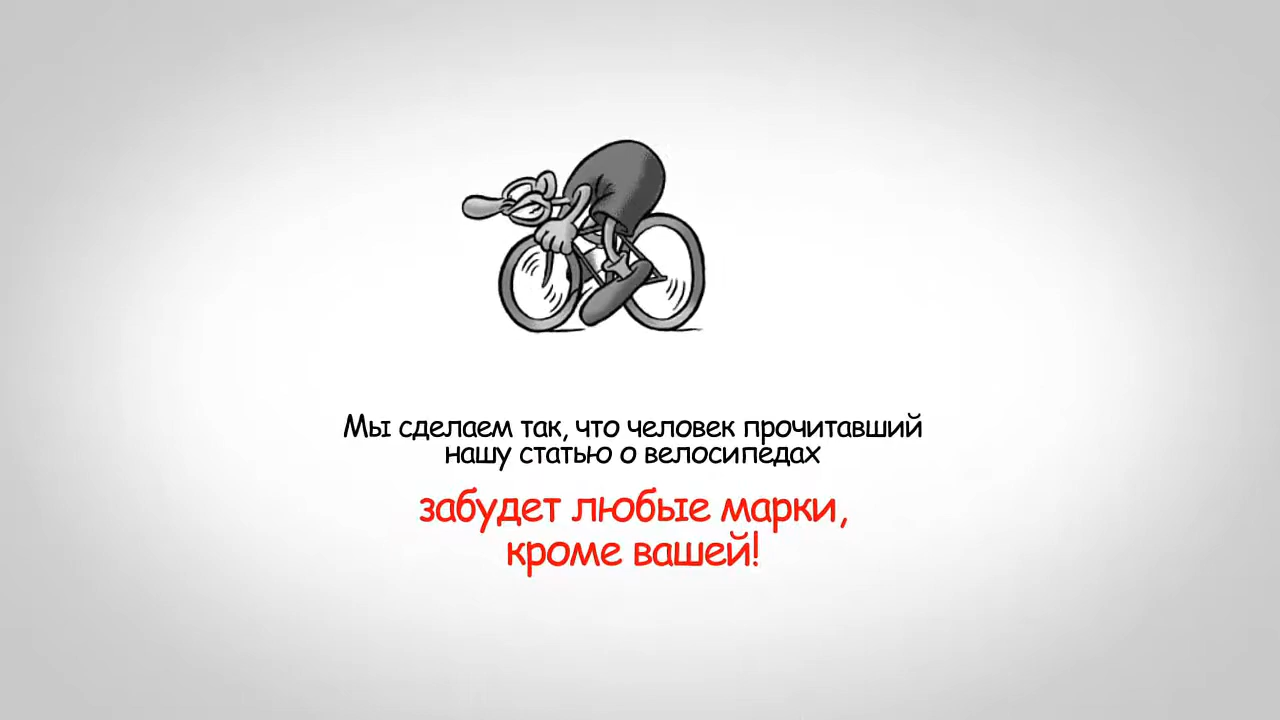 Мы сделаем так, что человек прочитавший
нашу статью о велосипедах
забудет любые марки,
кроме вашей!